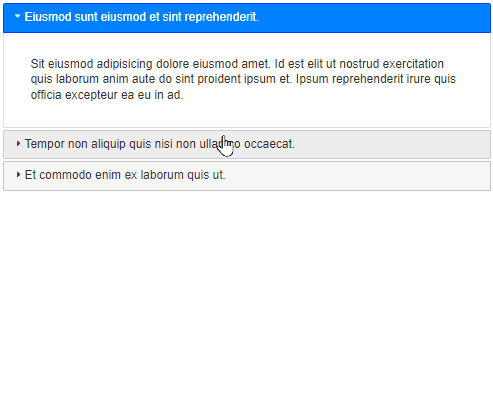 Eiusmod sunt eiusmod et sint reprehenderit.
Sit eiusmod adipisicing dolore eiusmod amet. Id est elit ut nostrud exercitation
quis laborum anim aute do sint proident ipsum et. Ipsum reprehenderit irure quis
officia excepteur ea eu in ad.
Tempor non aliquip quis nisi non occaecat.
Et commodo enim ex laborum quis ut.